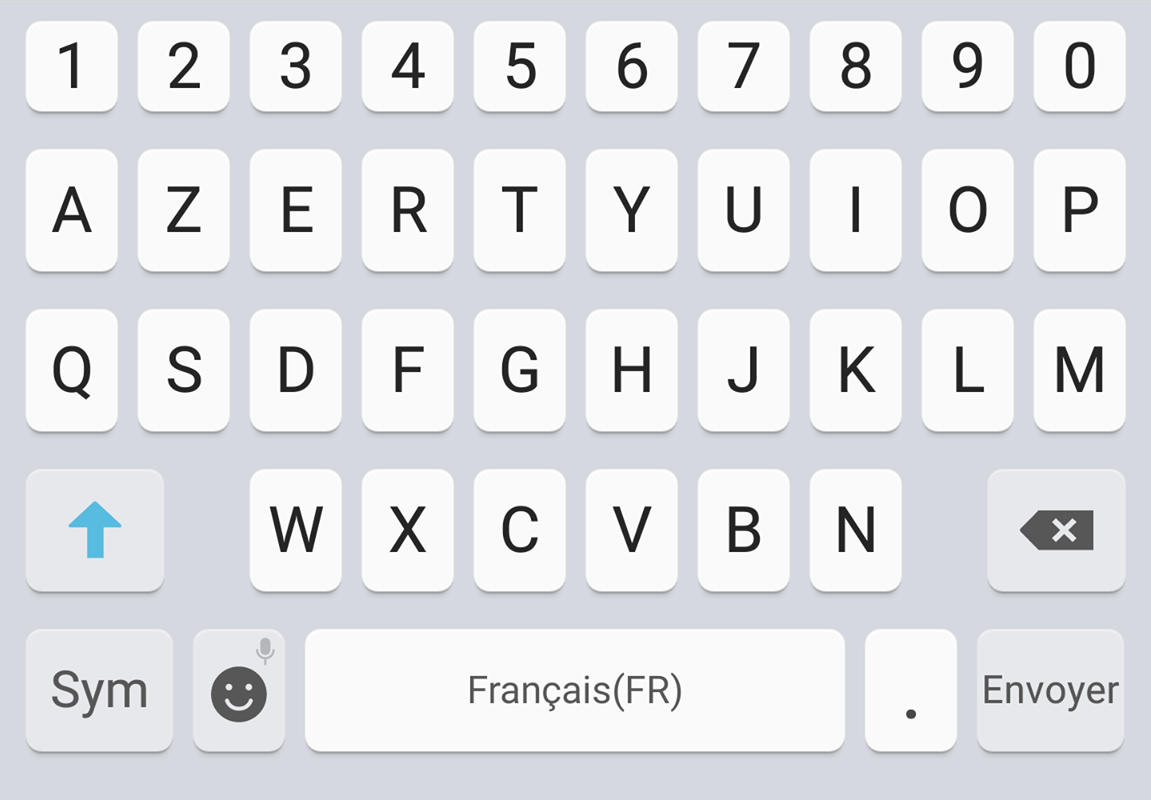 1 2 3 4 5 6 7 8 9 0
A Z E R T Y U I O P
Q S D F G H J K L M
W X C V B N
Sym Français(FR) . Envoyer